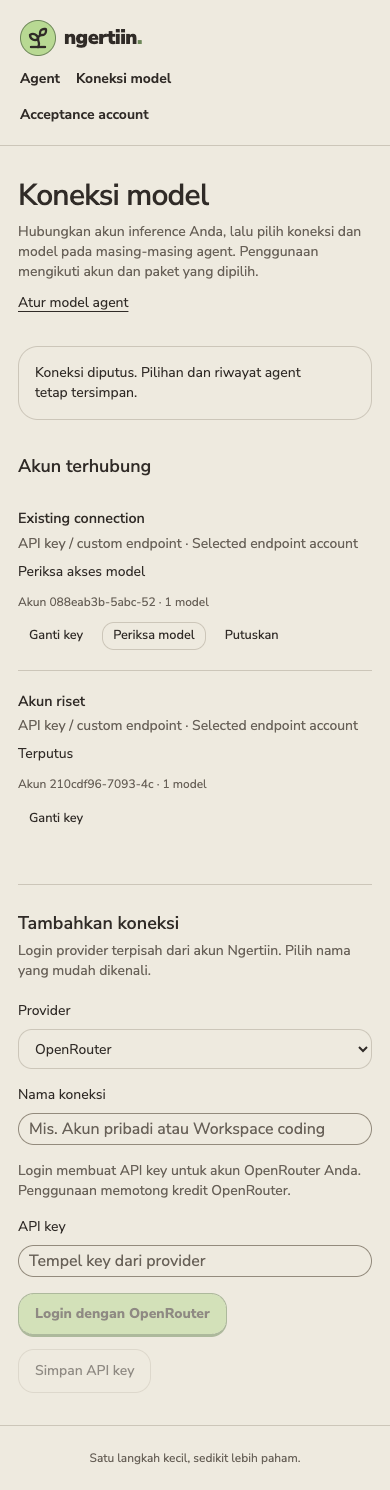 ngertiin.
Agent Koneksi model
Acceptance account
Koneksi model
Hubungkan akun inference Anda, lalu pilih koneksi dan
model pada masing-masing agent. Penggunaan
mengikuti akun dan paket yang dipilih.
Atur model agent
Koneksi diputus. Pilihan dan riwayat agent
tetap tersimpan.
Akun terhubung
Existing connection
API key / custom endpoint · Selected endpoint account
Periksa akses model
Akun 088eab3b-5abc-52 · 1 model
Ganti key Periksa model Putuskan
Akun riset
API key / custom endpoint · Selected endpoint account
Terputus
Akun 210cdf96-7093-4c · 1 model
Ganti key
Tambahkan koneksi
Login provider terpisah dari akun Ngertiin. Pilih nama
yang mudah dikenali.
Provider
OpenRouter
Nama koneksi
Mis. Akun pribadi atau Workspace coding
Login membuat API key untuk akun OpenRouter Anda.
Penggunaan memotong kredit OpenRouter.
API key
Tempel key dari provider
Login dengan OpenRouter
Simpan API key
Satu langkah kecil, sedikit lebih paham.